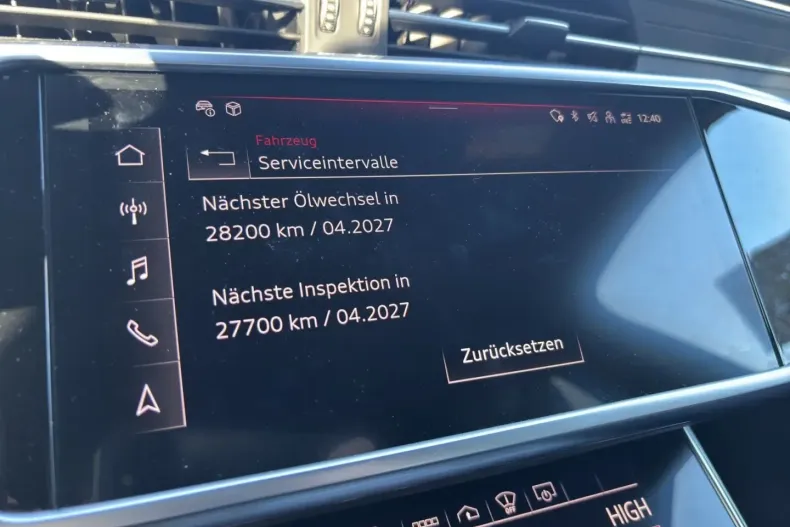 12:40
Fahrzeug
Serviceintervalle
Nächster Ölwechsel in
28200 km / 04.2027
Nächste Inspektion in
27700 km / 04.2027
Zurücksetzen
OFF
HIGH